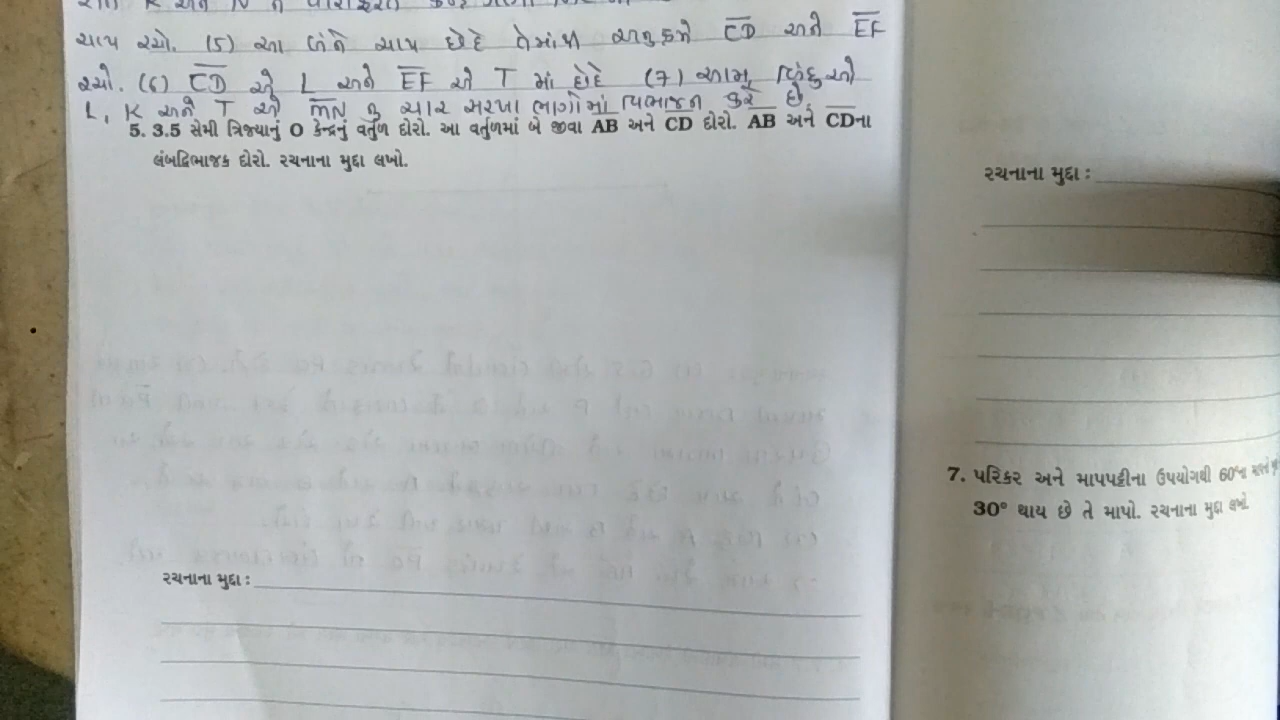 ચાપ રચો. (5) આ બંને ચાપ છેદે તેમાંથી અનુક્રમે CD અને EF
રચો. (6) CD એ L અને EF એ T માં છેદે (7) આમ બિંદુઓ
L, K અને T એ MN નું ચાર સરખા ભાગોમાં વિભાજન કરે છે.
5. 3.5 સેમી ત્રિજ્યાનું O કેન્દ્રનું વર્તુળ દોરો. આ વર્તુળમાં બે જીવા AB અને CD દોરો. AB અને CDના
લંબદ્વિભાજક દોરો. રચનાના મુદ્દા લખો.
રચનાના મુદ્દા :
રચનાના મુદ્દા :
7. પરિકર અને માપપટ્ટીના ઉપયોગથી 60°ના
30° થાય છે તે માપો. રચનાના મુદ્દા લખો.